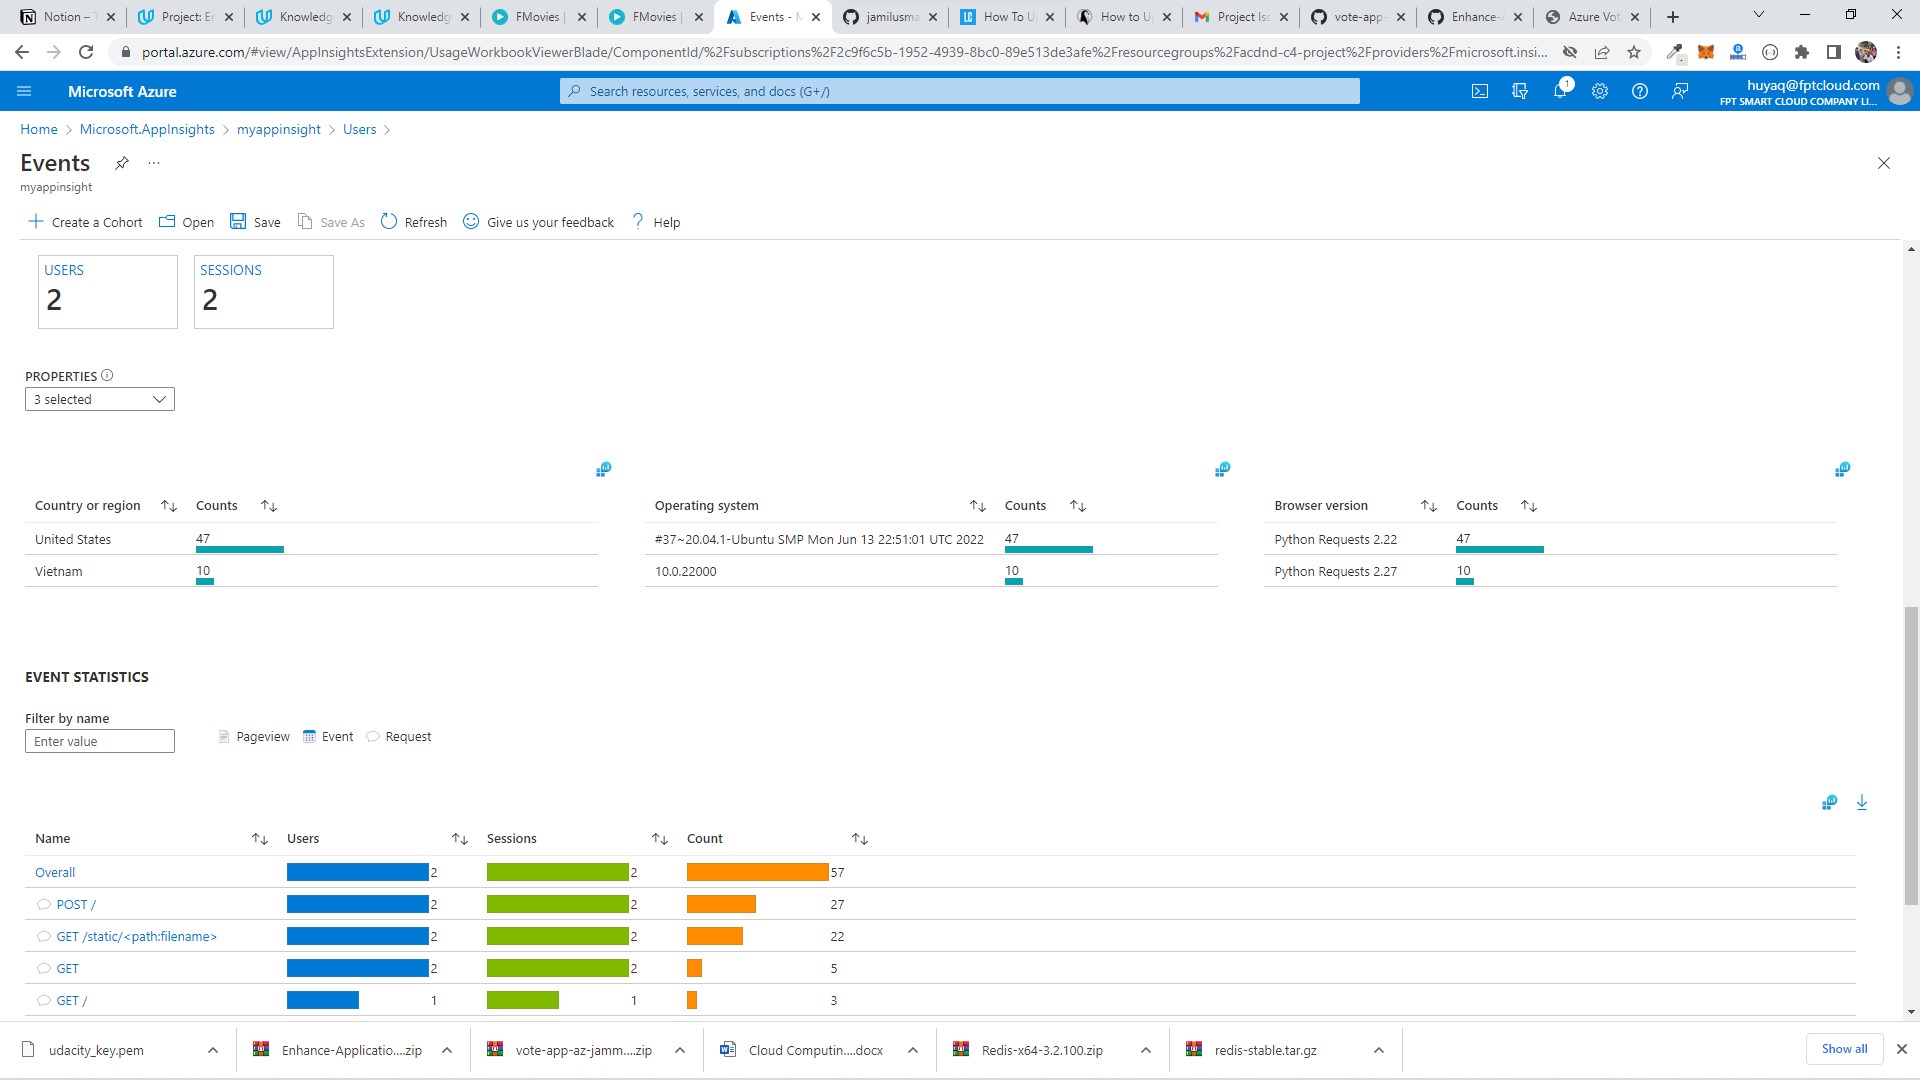 Notion – T
Project: En
Knowledg
Knowledg
FMovies |
FMovies |
Events - M
jamilusma
How To U
How to Up
Project Iss
vote-app-
Enhance-A
Azure Vot
portal.azure.com/#view/AppInsightsExtension/UsageWorkbookViewerBlade/ComponentId/%2Fsubscriptions%2F2c9f6c5b-1952-4939-8bc0-89e513de3afe%2Fresourcegroups%2Facdnd-c4-project%2Fproviders%2Fmicrosoft.insi...
Microsoft Azure
Search resources, services, and docs (G+/)
1
huyaq@fptcloud.com
FPT SMART CLOUD COMPANY LI...
Home > Microsoft.AppInsights > myappinsight > Users >
Events
myappinsight
Create a Cohort Open Save Save As Refresh Give us your feedback Help
USERS
2
SESSIONS
2
PROPERTIES
3 selected
Country or region Counts
United States 47
Vietnam 10
Operating system Counts
#37~20.04.1-Ubuntu SMP Mon Jun 13 22:51:01 UTC 2022 47
10.0.22000 10
Browser version Counts
Python Requests 2.22 47
Python Requests 2.27 10
EVENT STATISTICS
Filter by name
Enter value
Pageview Event Request
Name Users Sessions Count
Overall 2 2 57
POST / 2 2 27
GET /static/<path:filename> 2 2 22
GET 2 2 5
GET / 1 1 3
udacity_key.pem
Enhance-Applicatio....zip
vote-app-az-jamm....zip
Cloud Computin....docx
Redis-x64-3.2.100.zip
redis-stable.tar.gz
Show all